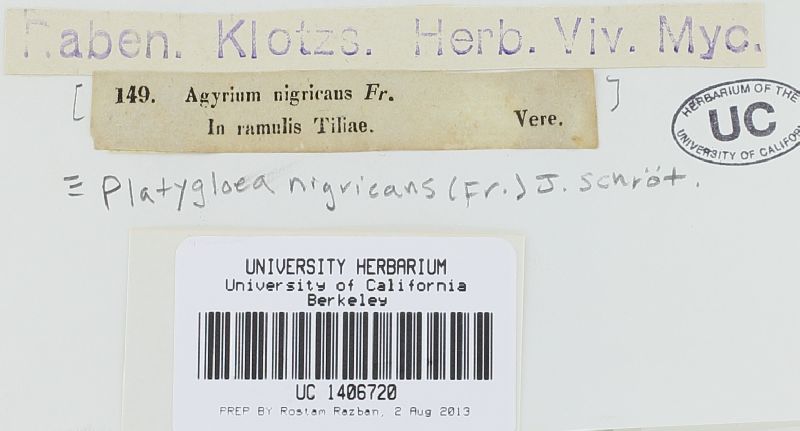 Raben. Klotzs. Herb. Viv. Myc.
[ 149. Agyrium nigricans Fr. ]
In ramulis Tiliae. Vere.
HERBARIUM OF THE
UC
UNIVERSITY OF CALIFOR
≡ Platygloea nigricans (Fr.) J. Schröt.
UNIVERSITY HERBARIUM
University of California
Berkeley
UC 1406720
PREP BY Rostam Razban, 2 Aug 2013